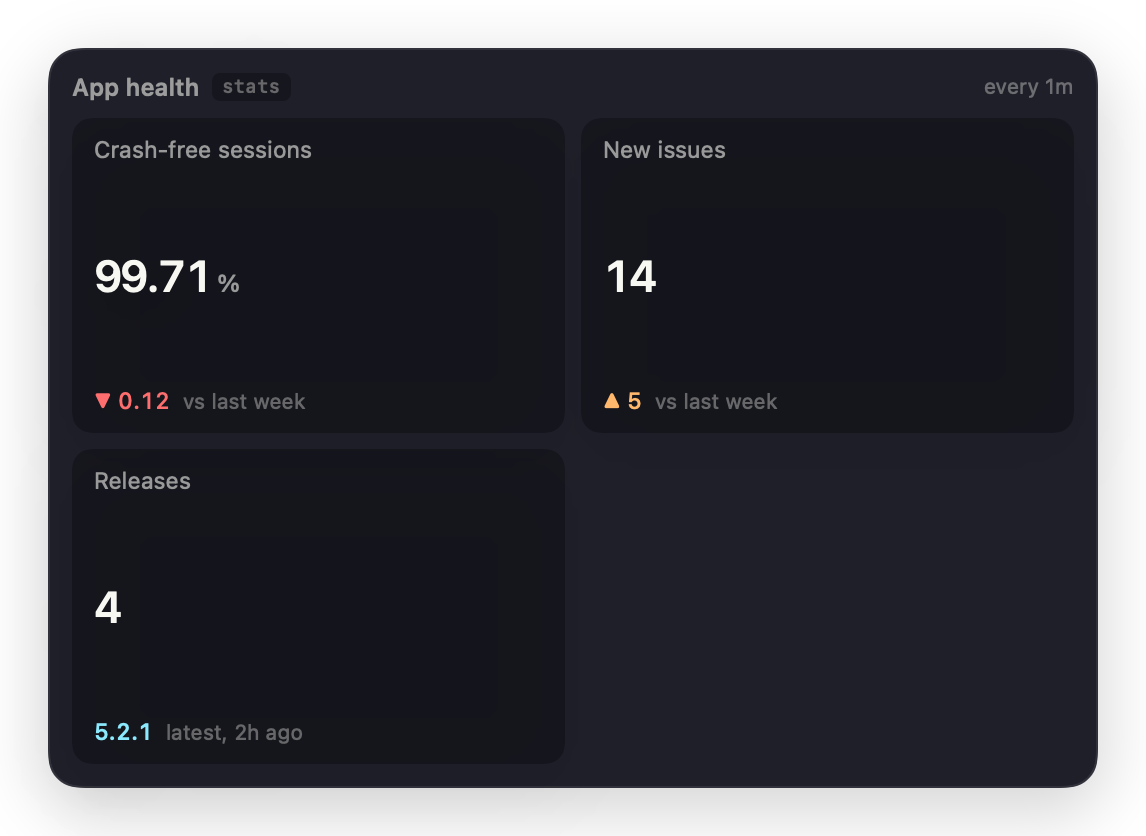 App health stats every 1m
Crash-free sessions
99.71 %
▼ 0.12 vs last week
New issues
14
▲ 5 vs last week
Releases
4
5.2.1 latest, 2h ago